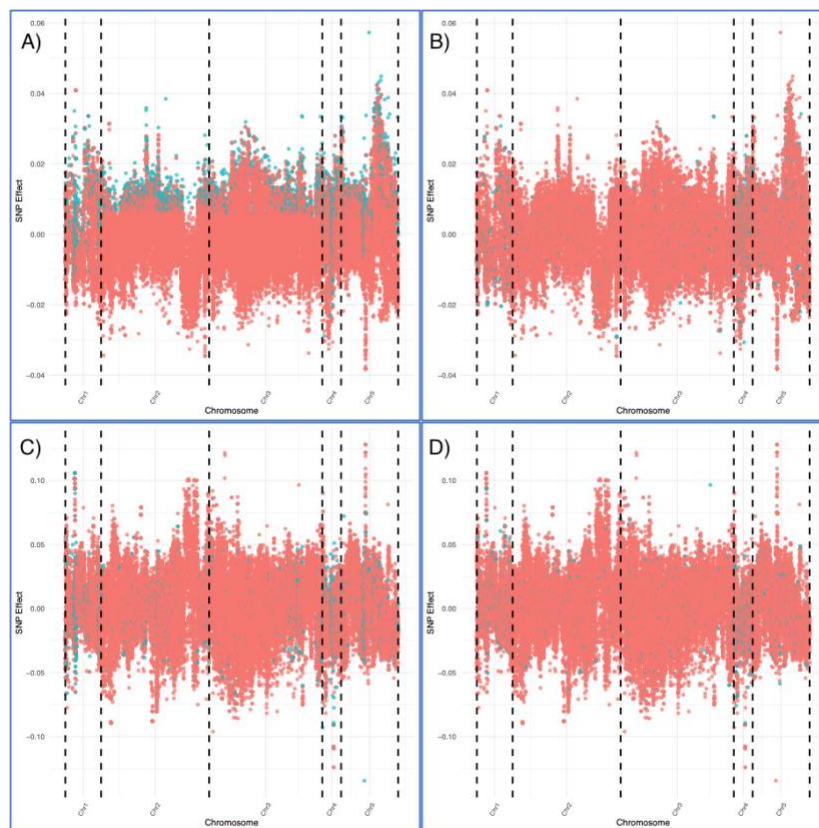 A)
0.06
0.04
0.02
0.00
−0.02
−0.04
SNP Effect
Chr1
Chr2
Chr3
Chr4
Chr5
Chromosome
B)
0.06
0.04
0.02
0.00
−0.02
−0.04
SNP Effect
Chr1
Chr2
Chr3
Chr4
Chr5
Chromosome
C)
0.10
0.05
0.00
−0.05
−0.10
SNP Effect
Chr1
Chr2
Chr3
Chr4
Chr5
Chromosome
D)
0.10
0.05
0.00
−0.05
−0.10
SNP Effect
Chr1
Chr2
Chr3
Chr4
Chr5
Chromosome